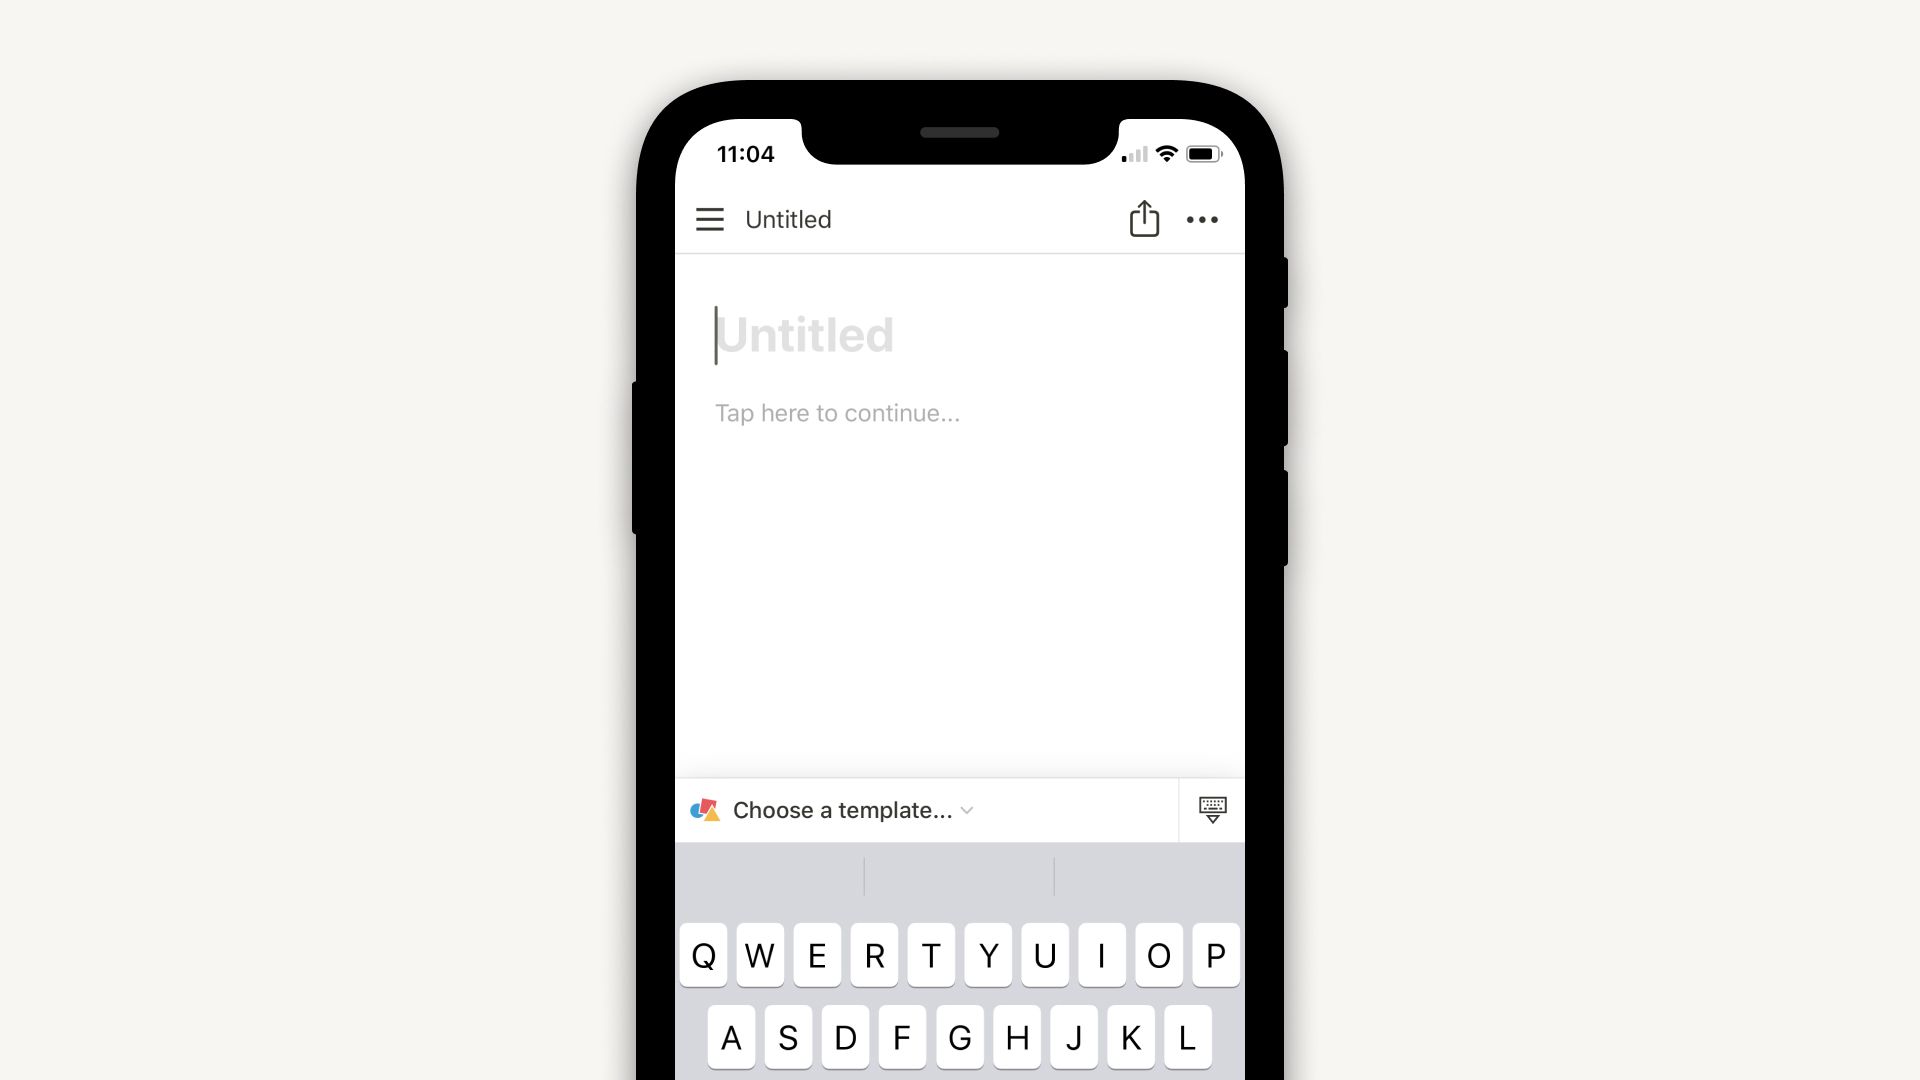 11:04
Untitled
Untitled
Tap here to continue...
Choose a template...
Q W E R T Y U I O P
A S D F G H J K L